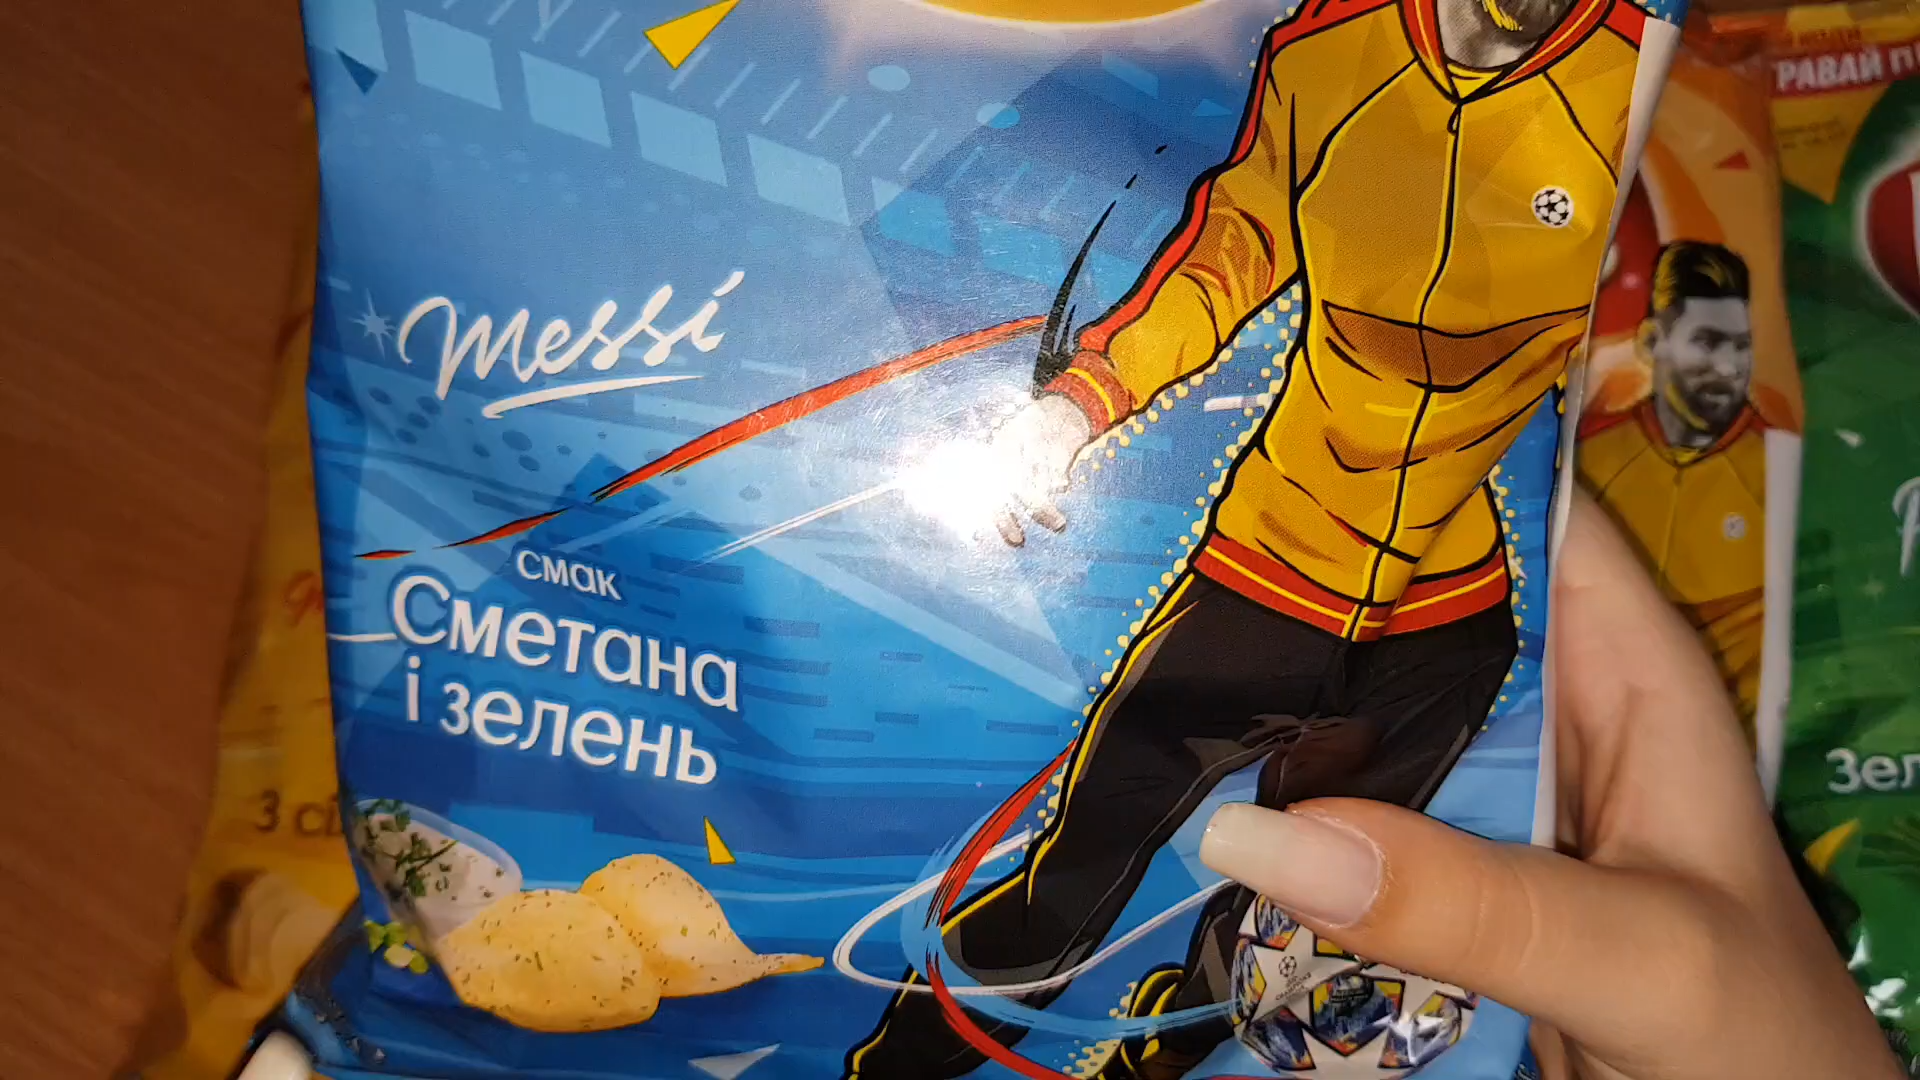 Messi
смак
Сметана
і зелень
РАВАЙ
З
Зел